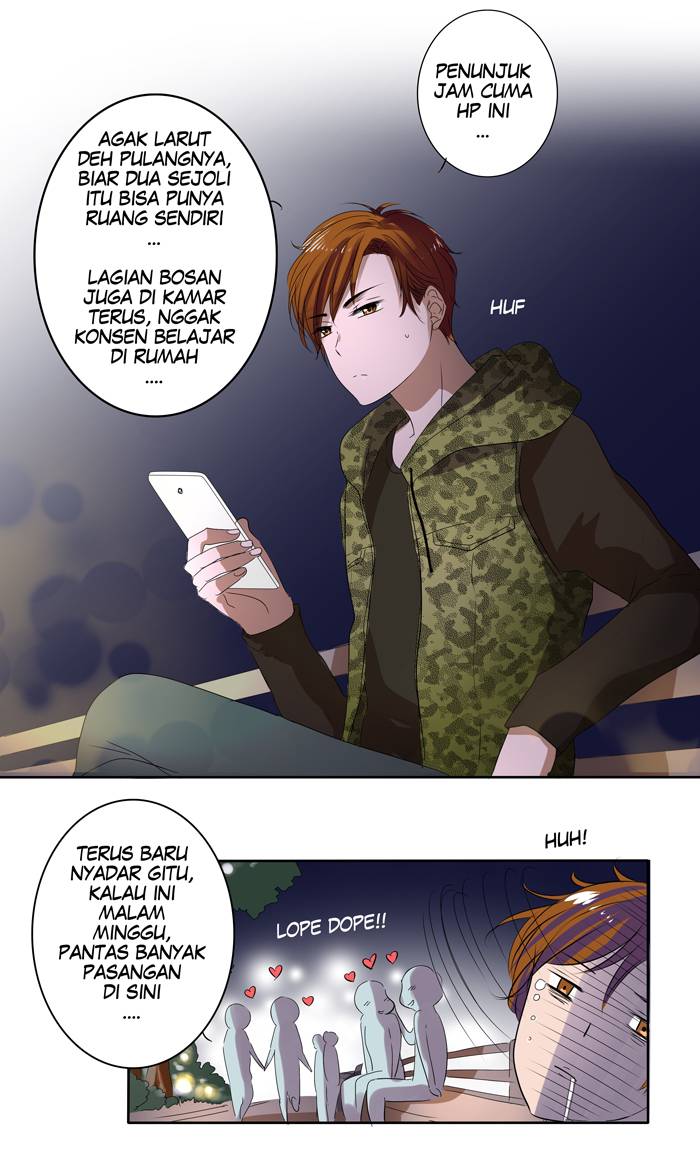 PENUNJUK
JAM CUMA
HP INI
...
AGAK LARUT
DEH PULANGNYA,
BIAR DUA SEJOLI
ITU BISA PUNYA
RUANG SENDIRI
...
LAGIAN BOSAN
JUGA DI KAMAR
TERUS, NGGAK
KONSEN BELAJAR
DI RUMAH
....
HUF
HUH!
TERUS BARU
NYADAR GITU,
KALAU INI
MALAM
MINGGU,
PANTAS BANYAK
PASANGAN
DI SINI
....
LOPE DOPE!!